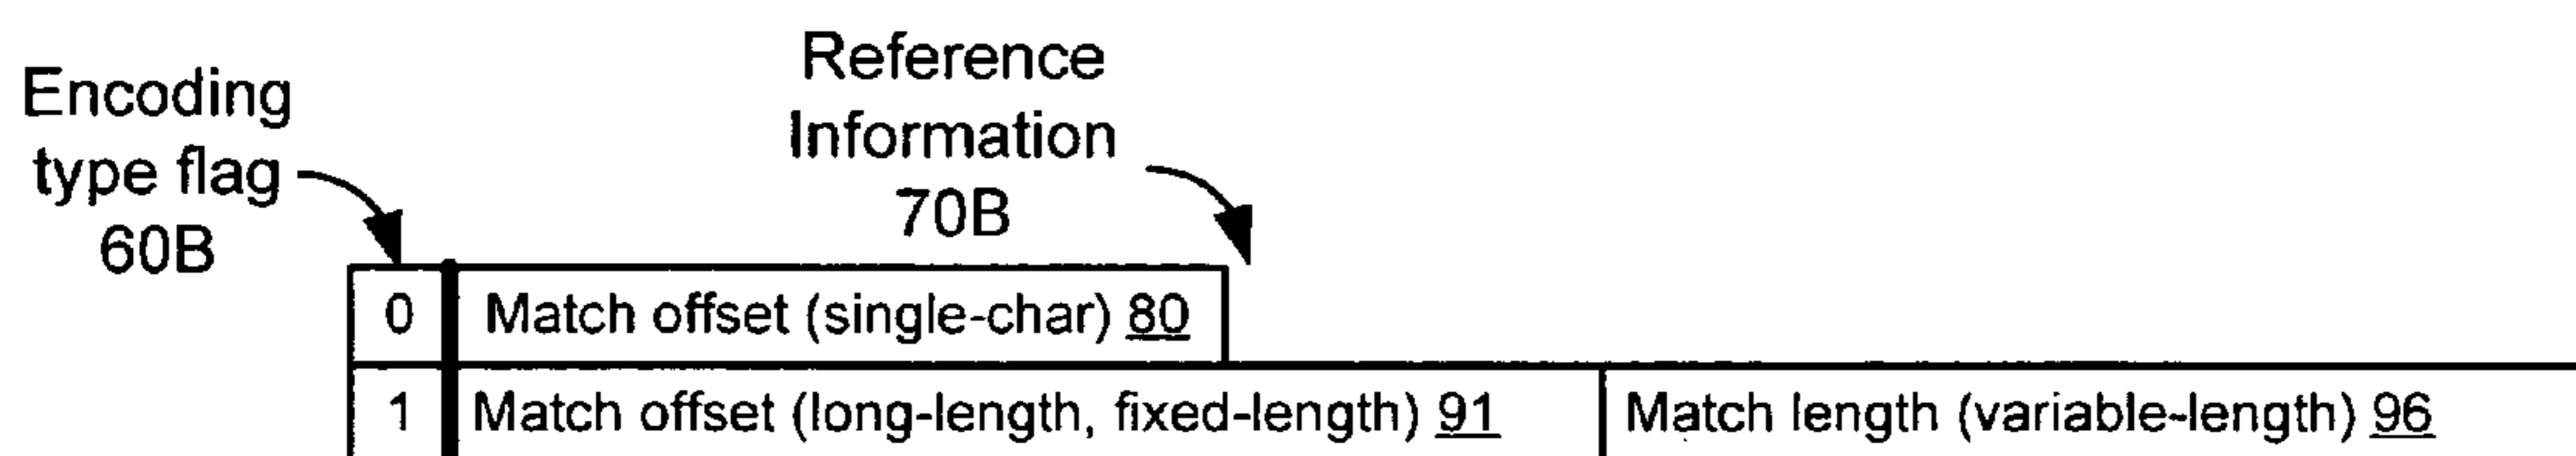 Encoding
type flag
60B
Reference
Information
70B
0 Match offset (single-char) 80
1 Match offset (long-length, fixed-length) 91 Match length (variable-length) 96